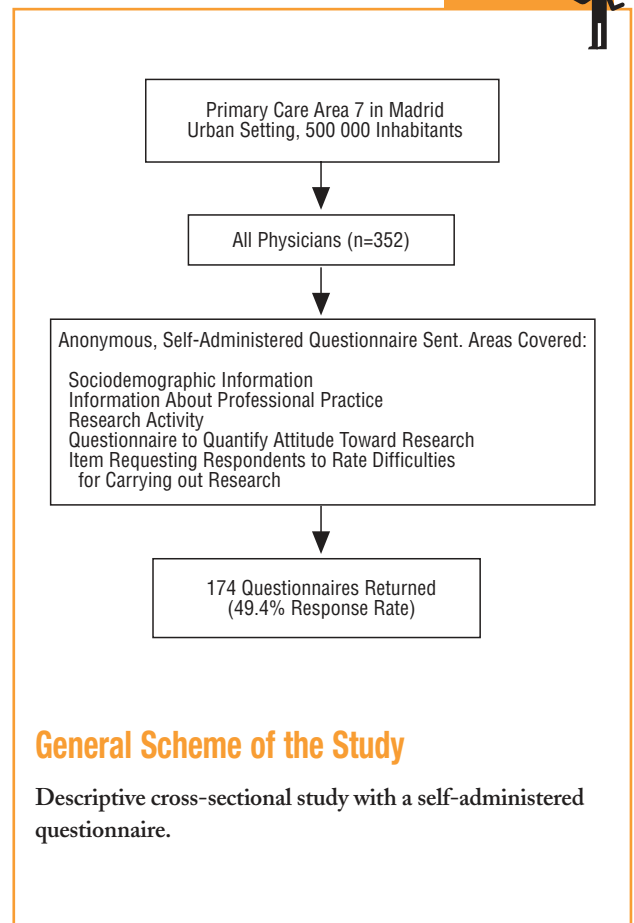 Primary Care Area 7 in Madrid
Urban Setting, 500 000 Inhabitants
All Physicians (n=352)
Anonymous, Self-Administered Questionnaire Sent. Areas Covered:
Sociodemographic Information
Information About Professional Practice
Research Activity
Questionnaire to Quantify Attitude Toward Research
Item Requesting Respondents to Rate Difficulties
for Carrying out Research
174 Questionnaires Returned
(49.4% Response Rate)
General Scheme of the Study
Descriptive cross-sectional study with a self-administered
questionnaire.